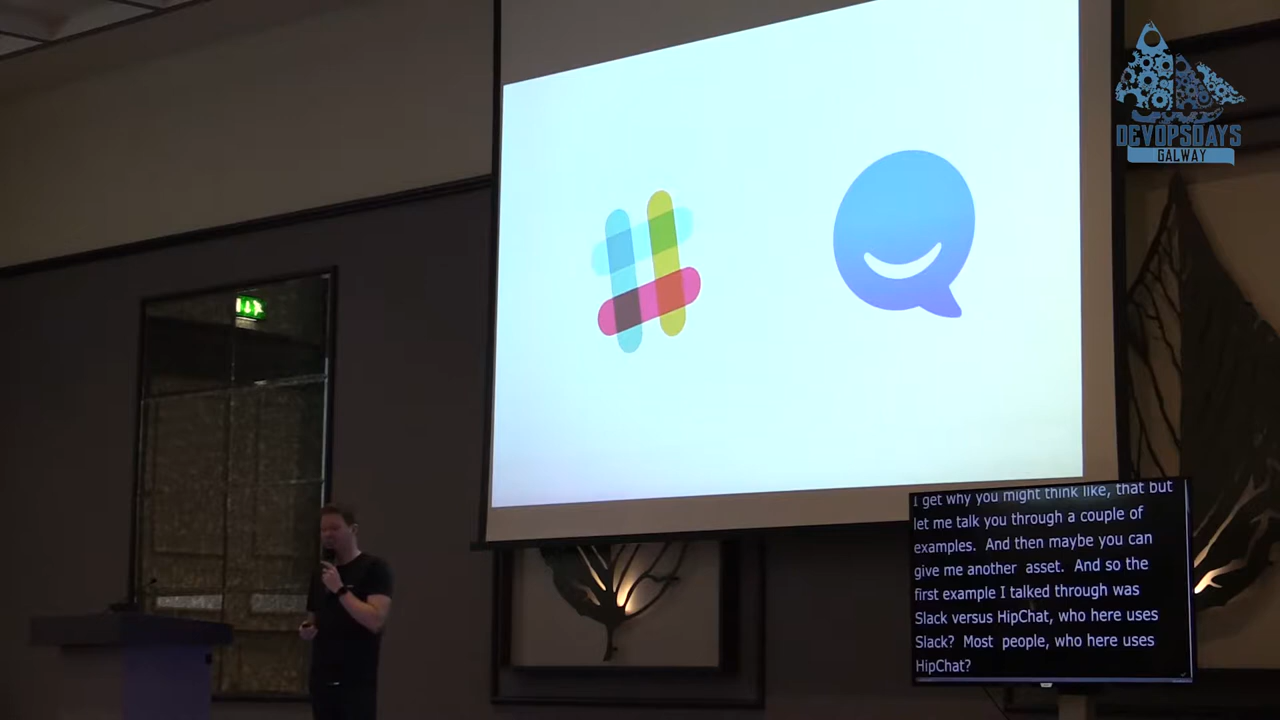 DEVOPSDAYS
GALWAY
I get why you might think like, that but
let me talk you through a couple of
examples. And then maybe you can
give me another asset. And so the
first example I talked through was
Slack versus HipChat, who here uses
Slack? Most people, who here uses
HipChat?